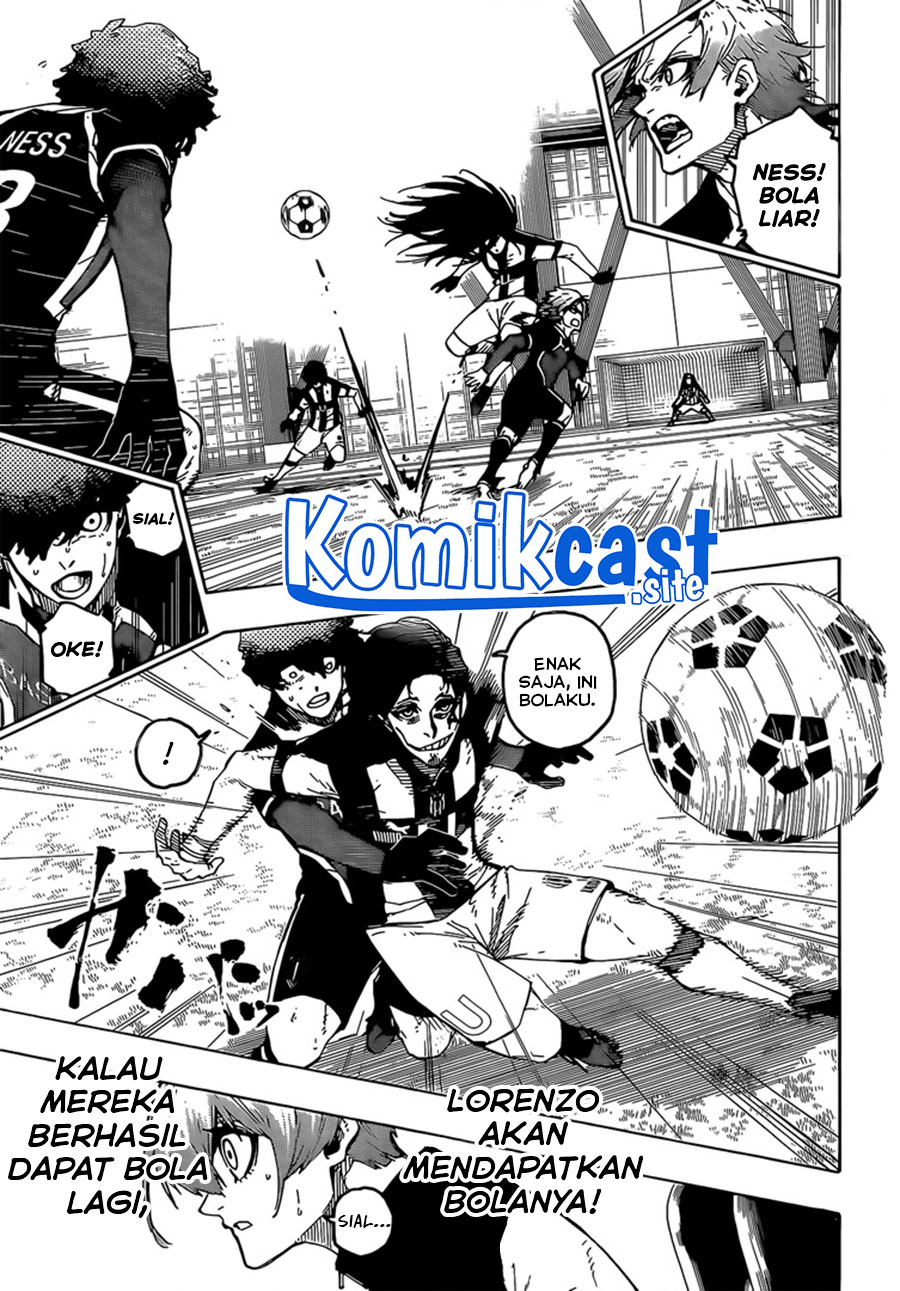 NESS!
BOLA
LIAR!
NESS
8
SIAL!
OKE!
Komikcast
.site
ENAK
SAJA, INI
BOLAKU.
!
U
LORENZO
AKAN
MENDAPATKAN
BOLANYA!
KALAU
MEREKA
BERHASIL
DAPAT BOLA
LAGI,
SIAL...